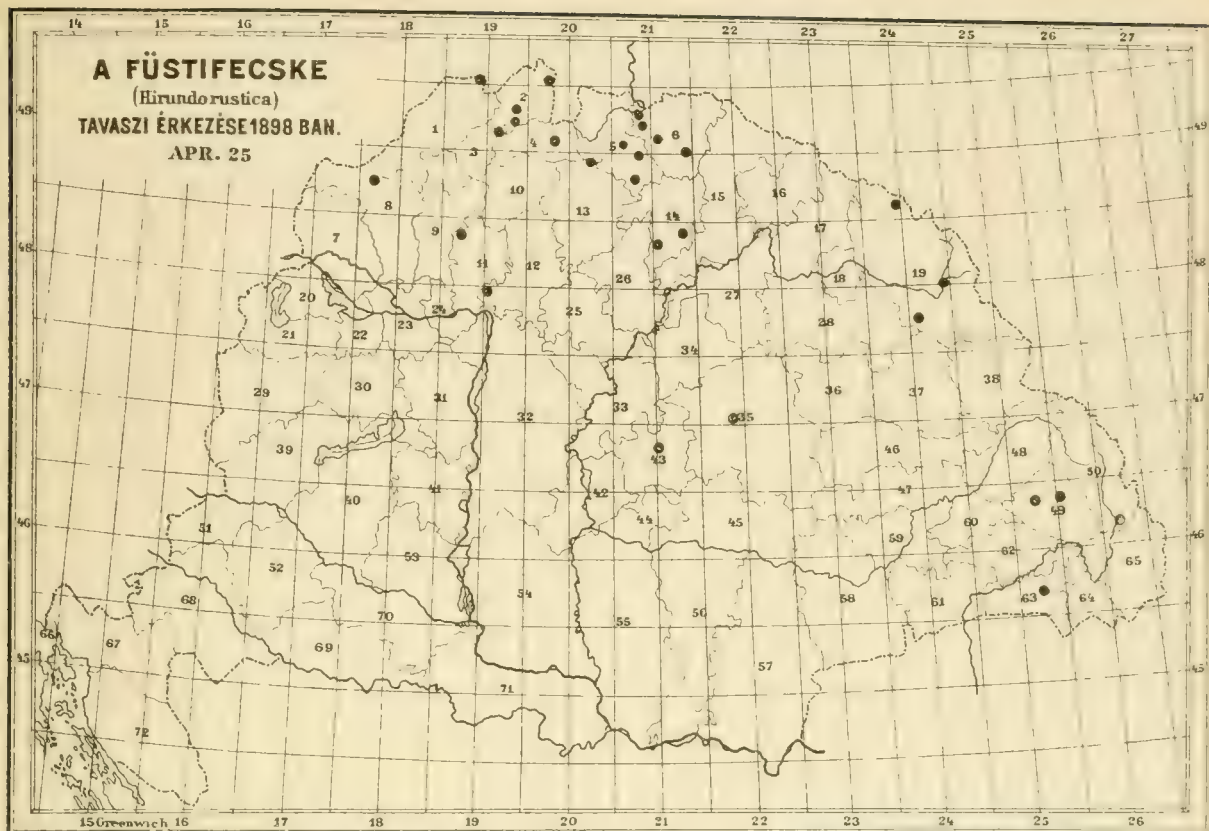 14 15 16 17 18 19 20 21 22 23 24 25 26 27
A FÜSTIFECSKE
(Hirundo rustica)
TAVASZI ÉRKEZÉSE 1898 BAN.
APR. 25
49 49
48 48
47 47
46 46
45 45
1 2 3 4 5 6
7 8 9 10 11 12 13 14 15 16 17 18 19
20 21 22 23 24 25 26 27 28
29 30 31 32 33 34 35 36 37 38
39 40 41 42 43 44 45 46 47 48 49 50
51 52 53 54 55 56 57 58 59 60 61 62 63 64 65
66 67 68 69 70 71 72
15 Greenwich 16 17 18 19 20 21 22 23 24 25 26